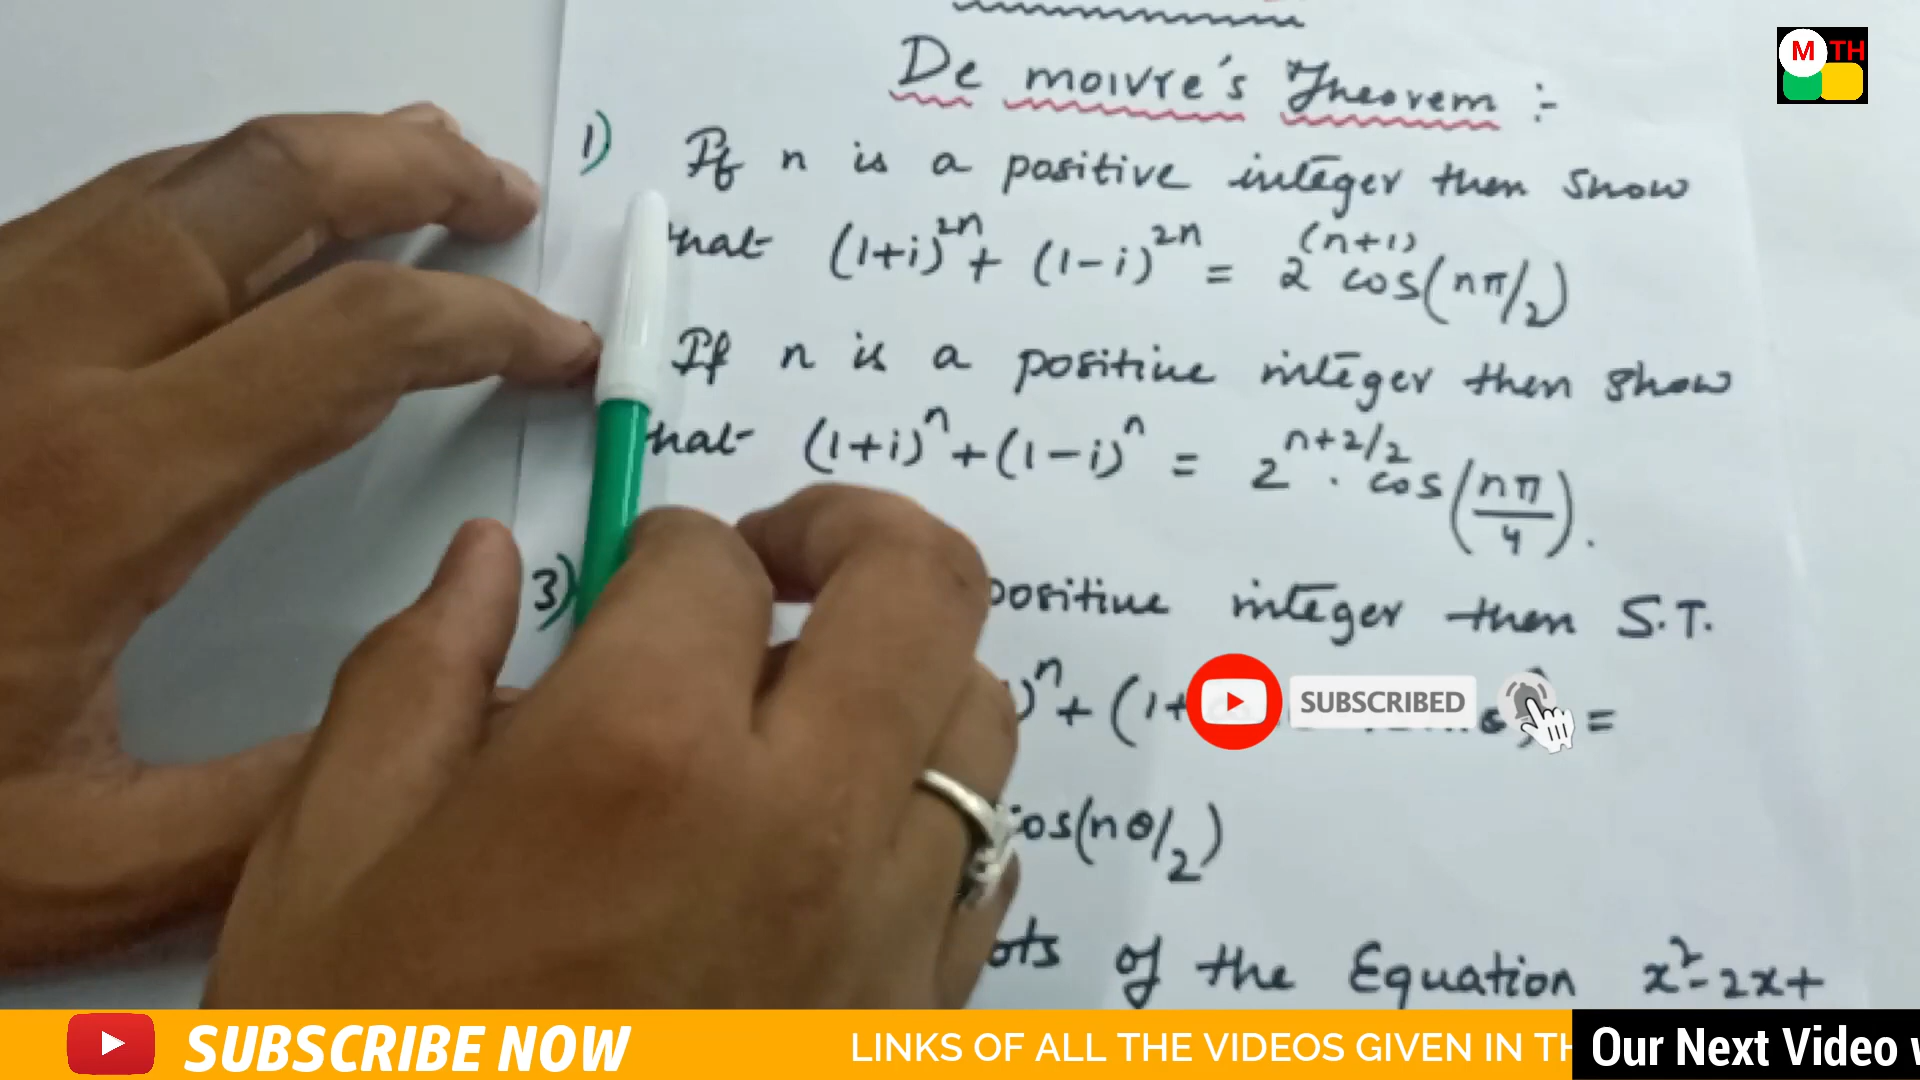 M TH
De moivre's Theorem :-
1) If n is a positive integer then show
that (1+i)^2n + (1-i)^2n = 2^(n+1) cos(nπ/2)
If n is a positive integer then show
that (1+i)^n + (1-i)^n = 2^n+2/2 . cos(nπ/4).
3) positive integer then S.T.
)^n + (1+ =
cos(nθ/2)
SUBSCRIBED
of the Equation x²-2x+
SUBSCRIBE NOW
LINKS OF ALL THE VIDEOS GIVEN IN TH
Our Next Video